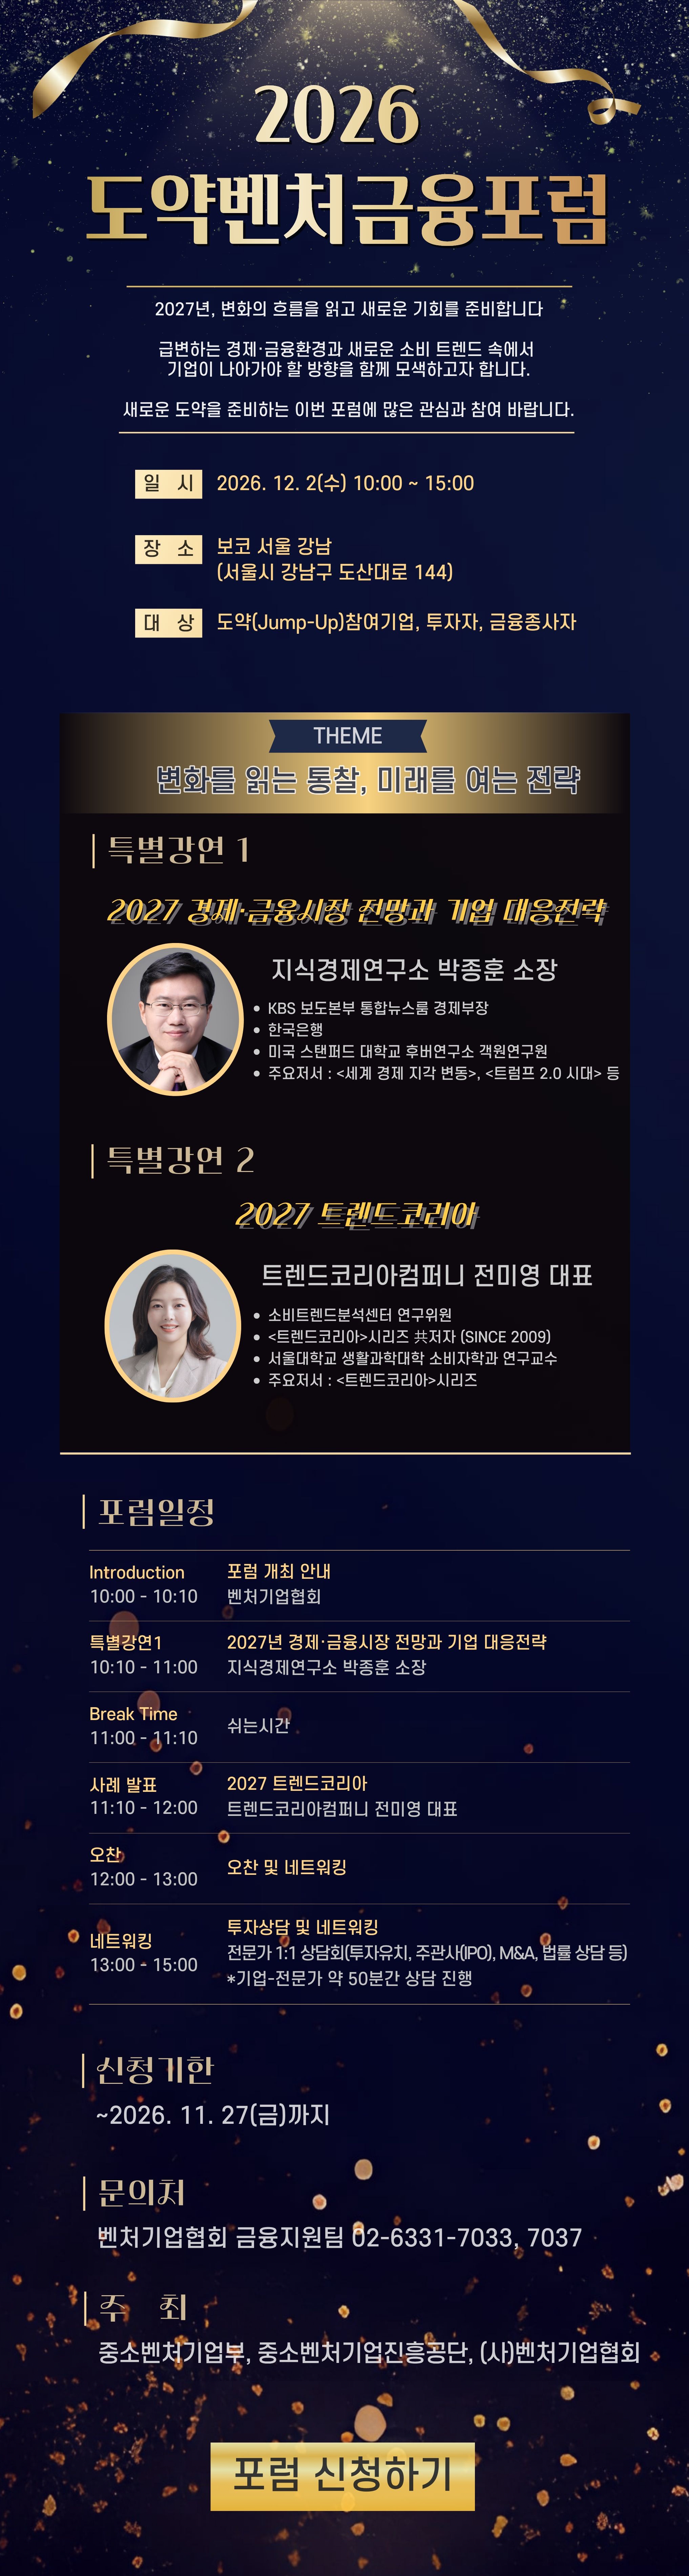 2026
도약벤처금융포럼
2027년, 변화의 흐름을 읽고 새로운 기회를 준비합니다
급변하는 경제·금융환경과 새로운 소비 트렌드 속에서
기업이 나아가야 할 방향을 함께 모색하고자 합니다.
새로운 도약을 준비하는 이번 포럼에 많은 관심과 참여 바랍니다.
일 시 2026. 12. 2(수) 10:00 ~ 15:00
장 소 보코 서울 강남
(서울시 강남구 도산대로 144)
대 상 도약(Jump-Up)참여기업, 투자자, 금융종사자
THEME
변화를 읽는 통찰, 미래를 여는 전략
특별강연 1
2027 경제·금융시장 전망과 기업 대응전략
지식경제연구소 박종훈 소장
• KBS 보도본부 통합뉴스룸 경제부장
• 한국은행
• 미국 스탠퍼드 대학교 후버연구소 객원연구원
• 주요저서 : <세계 경제 지각 변동>, <트럼프 2.0 시대> 등
특별강연 2
2027 트렌드코리아
트렌드코리아컴퍼니 전미영 대표
• 소비트렌드분석센터 연구위원
• <트렌드코리아>시리즈 共저자 (SINCE 2009)
• 서울대학교 생활과학대학 소비자학과 연구교수
• 주요저서 : <트렌드코리아>시리즈
포럼일정
Introduction 포럼 개최 안내
10:00 - 10:10 벤처기업협회
특별강연1 2027년 경제·금융시장 전망과 기업 대응전략
10:10 - 11:00 지식경제연구소 박종훈 소장
Break Time
11:00 - 11:10 쉬는시간
사례 발표 2027 트렌드코리아
11:10 - 12:00 트렌드코리아컴퍼니 전미영 대표
오찬
12:00 - 13:00 오찬 및 네트워킹
네트워킹 투자상담 및 네트워킹
13:00 - 15:00 전문가 1:1 상담회(투자유치, 주관사(IPO), M&A, 법률 상담 등)
*기업-전문가 약 50분간 상담 진행
신청기한
~2026. 11. 27(금)까지
문의처
벤처기업협회 금융지원팀 02-6331-7033, 7037
주 최
중소벤처기업부, 중소벤처기업진흥공단, (사)벤처기업협회
포럼 신청하기